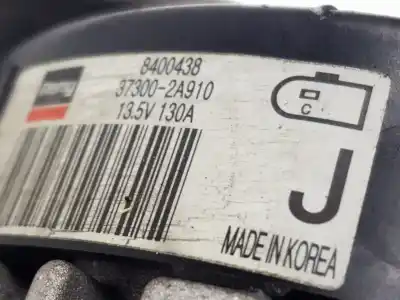 8400438
37300-2A910
13.5V 130A
C
J
MADE IN KOREA